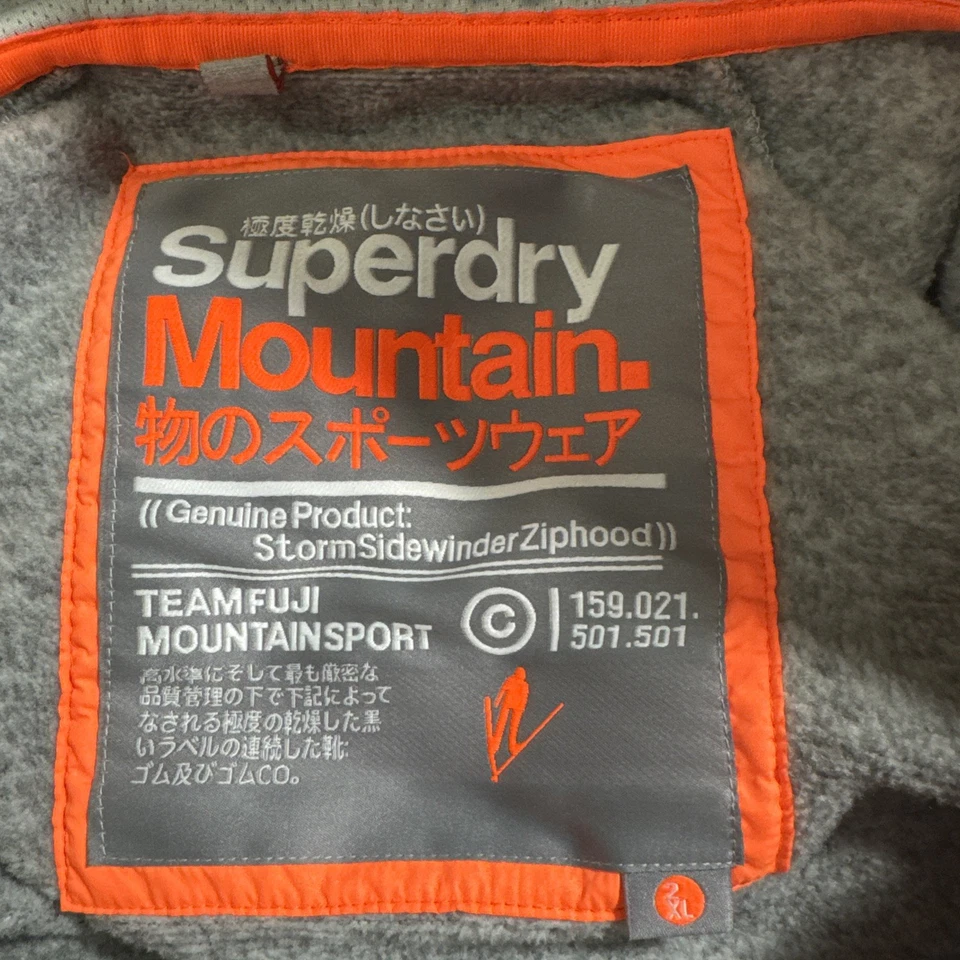 極度乾燥(しなさい)
Superdry
Mountain.
物のスポーツウェア
(( Genuine Product:
StormSidewinderZiphood ))
TEAM.FUJI
MOUNTAINSPORT
© 159.021.
501.501
高水準にそして最も厳密な
品質管理の下で下記によって
なされる極度の乾燥した黒
いラベルの連続した靴:
ゴム及びゴムCO。
2XL